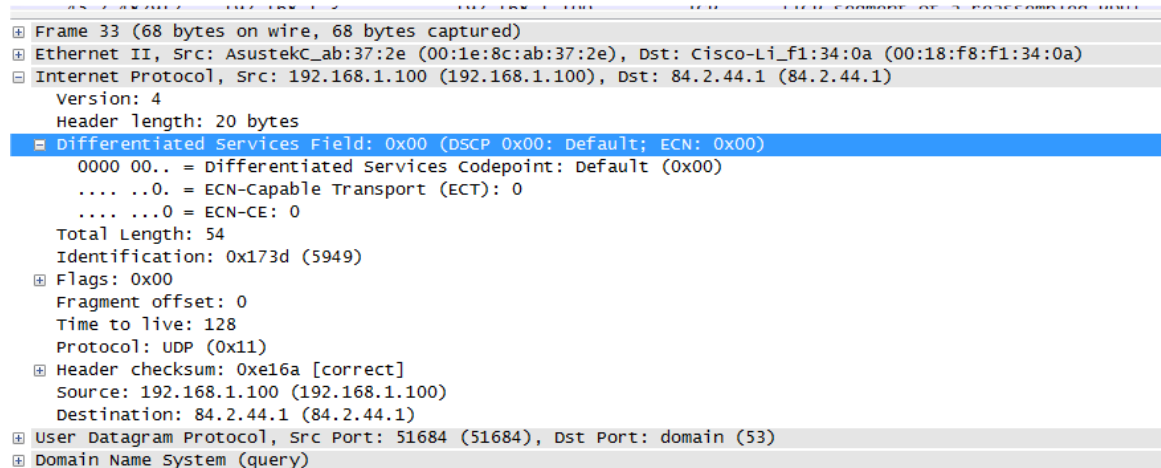 Frame 33 (68 bytes on wire, 68 bytes captured)
Ethernet II, Src: AsustekC_ab:37:2e (00:1e:8c:ab:37:2e), Dst: Cisco-Li_f1:34:0a (00:18:f8:f1:34:0a)
Internet Protocol, Src: 192.168.1.100 (192.168.1.100), Dst: 84.2.44.1 (84.2.44.1)
Version: 4
Header length: 20 bytes
Differentiated Services Field: 0x00 (DSCP 0x00: Default; ECN: 0x00)
0000 00.. = Differentiated Services Codepoint: Default (0x00)
.... ..0. = ECN-Capable Transport (ECT): 0
.... ...0 = ECN-CE: 0
Total Length: 54
Identification: 0x173d (5949)
Flags: 0x00
Fragment offset: 0
Time to live: 128
Protocol: UDP (0x11)
Header checksum: 0xe16a [correct]
Source: 192.168.1.100 (192.168.1.100)
Destination: 84.2.44.1 (84.2.44.1)
User Datagram Protocol, Src Port: 51684 (51684), Dst Port: domain (53)
Domain Name System (query)